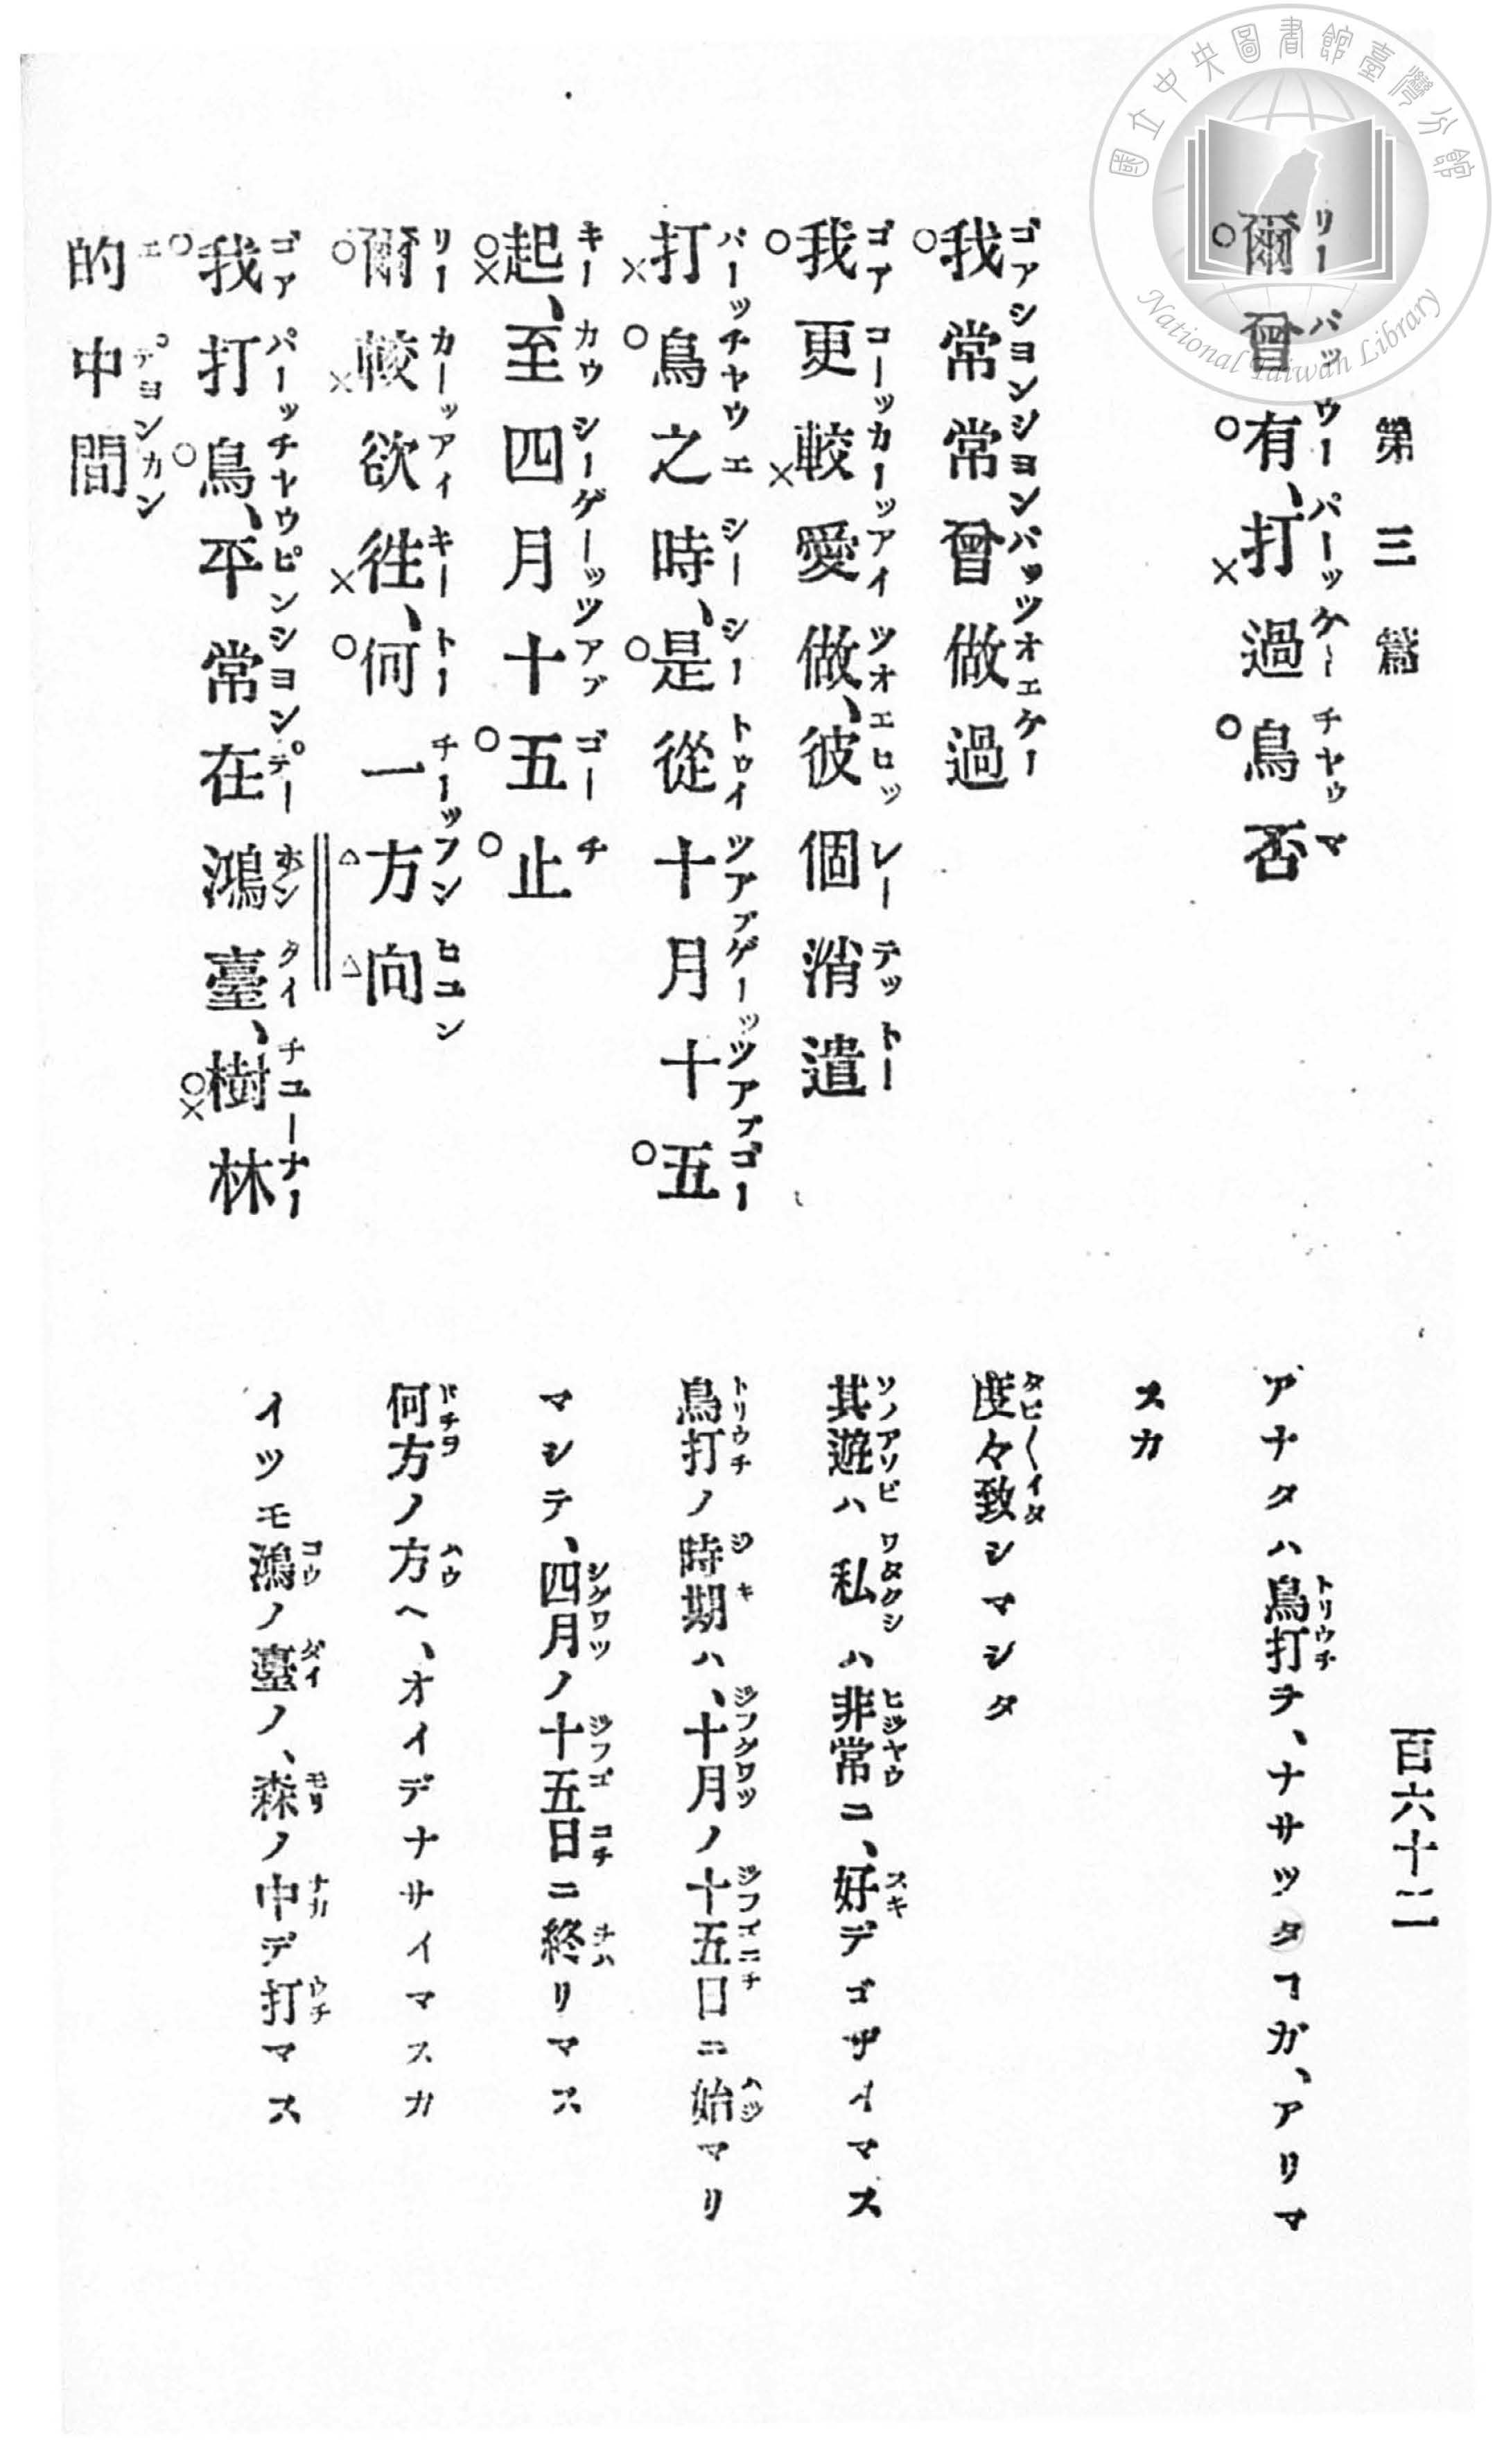 國立中央圖書館臺灣分館
National Taiwan Library
第三篇
百六十二
リー バッ ウー パーッ ケー チヤウ マ
爾曾有、打過鳥否
アナタハ鳥打ヲ、ナサツタヿガ、アリマ
トリウチ
スカ
ゴア シヨン シヨン バッ ツオエ ケー
我常常曾做過
度々致シマシタ
タビ〱イタ
ゴア コーッ カーッ アイ ツオエ ヒッ レー テッ トー
我更較愛做、彼個消遣
其遊ハ私ハ非常ニ、好デゴザイマス
ソノアソビ ワタクシ ヒジヤウ スキ
パーッ チヤウ エ シー シー トゥイ ツアプ ゲーッ ツアプ ゴー
打鳥之時、是從十月十五
鳥打ノ時期ハ、十月ノ十五日ニ始マリ
トリウチ ジキ ジフグワツ ジフゴニチ ハジ
キー カウ シー ゲーッ ツアプ ゴー チ
起、至四月十五止
マシテ、四月ノ十五日ニ終リマス
シグワツ ジフゴ ヲハ
リー カーッ アイ キー トー チーッ フン ヒユン
爾較欲徃、何一方向
何方ノ方ヘ、オイデナサイマスカ
ドチヲ ハウ
ゴア パーッ チヤウ ピン シヨン テー ホン タイ チユー ナー
我打鳥、平常在鴻臺、樹林
イツモ鴻ノ臺ノ、森ノ中デ打マス
コウ ダイ モリ ナカ ウチ
エ チヨン カン
的中間